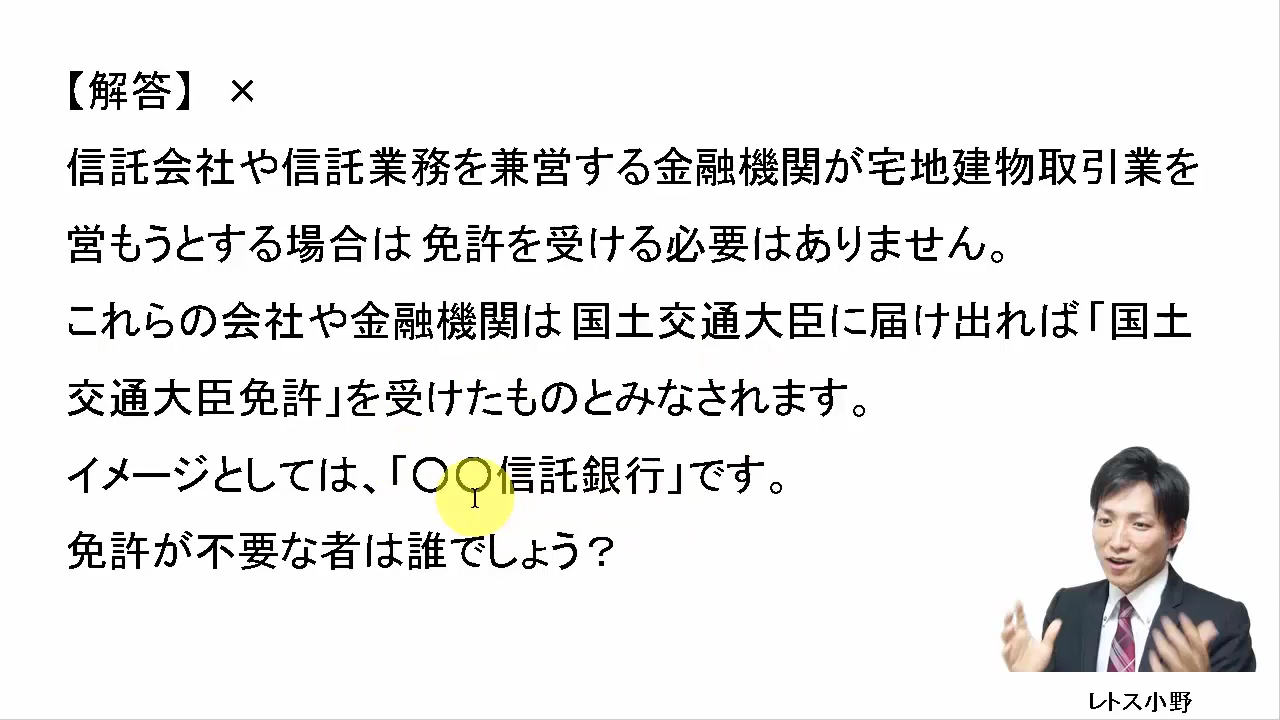 【解答】　×
信託会社や信託業務を兼営する金融機関が宅地建物取引業を
営もうとする場合は 免許を受ける必要はありません。
これらの会社や金融機関は 国土交通大臣に届け出れば「国土
交通大臣免許」を受けたものとみなされます。
イメージとしては、「〇〇信託銀行」です。
免許が不要な者は誰でしょう？
レトス小野